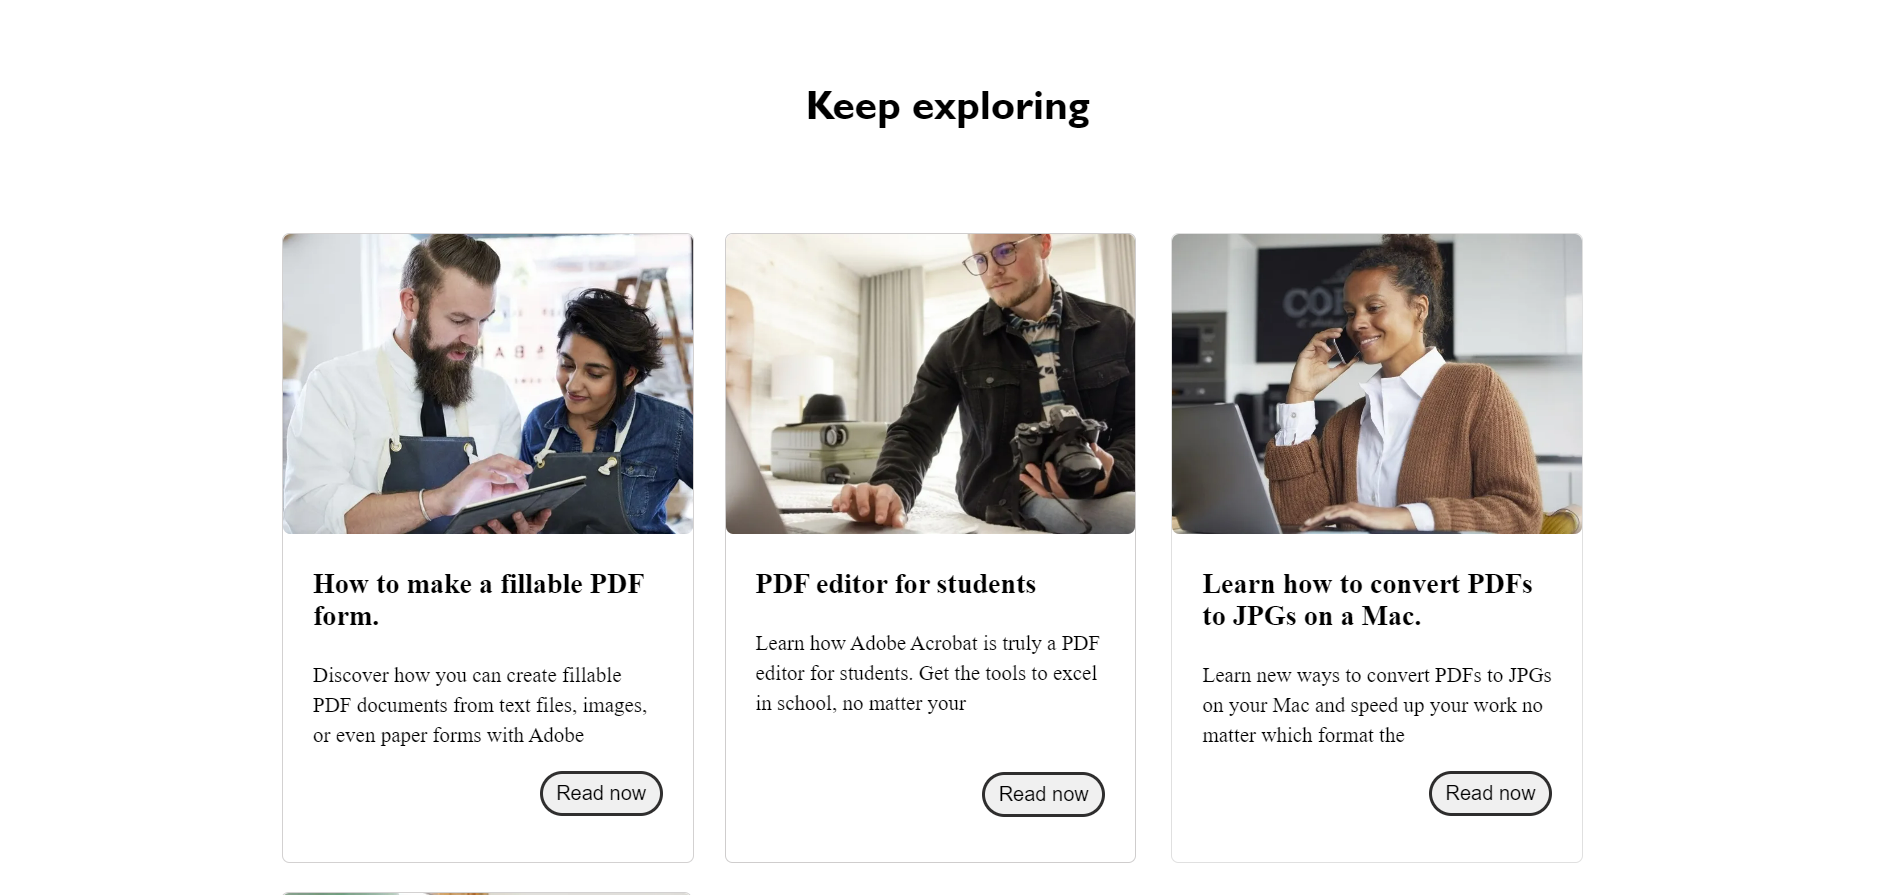 Keep exploring
How to make a fillable PDF
form.
Discover how you can create fillable
PDF documents from text files, images,
or even paper forms with Adobe
Read now
PDF editor for students
Learn how Adobe Acrobat is truly a PDF
editor for students. Get the tools to excel
in school, no matter your
Read now
Learn how to convert PDFs
to JPGs on a Mac.
Learn new ways to convert PDFs to JPGs
on your Mac and speed up your work no
matter which format the
Read now